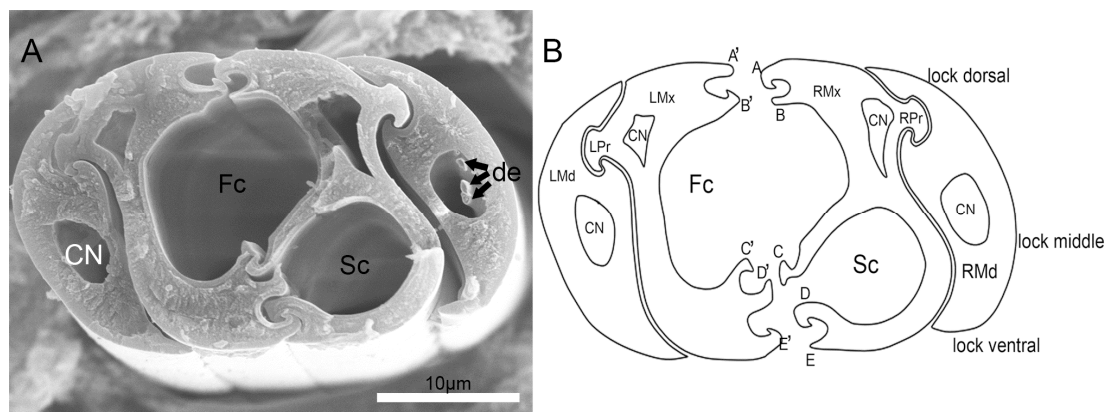 A
Fc
Sc
de
CN
10μm
B
A'
A
B'
B
LMx
RMx
lock dorsal
CN
CN
RPr
LPr
LMd
Fc
CN
CN
C'
C
D'
Sc
lock middle
RMd
D
E'
E
lock ventral